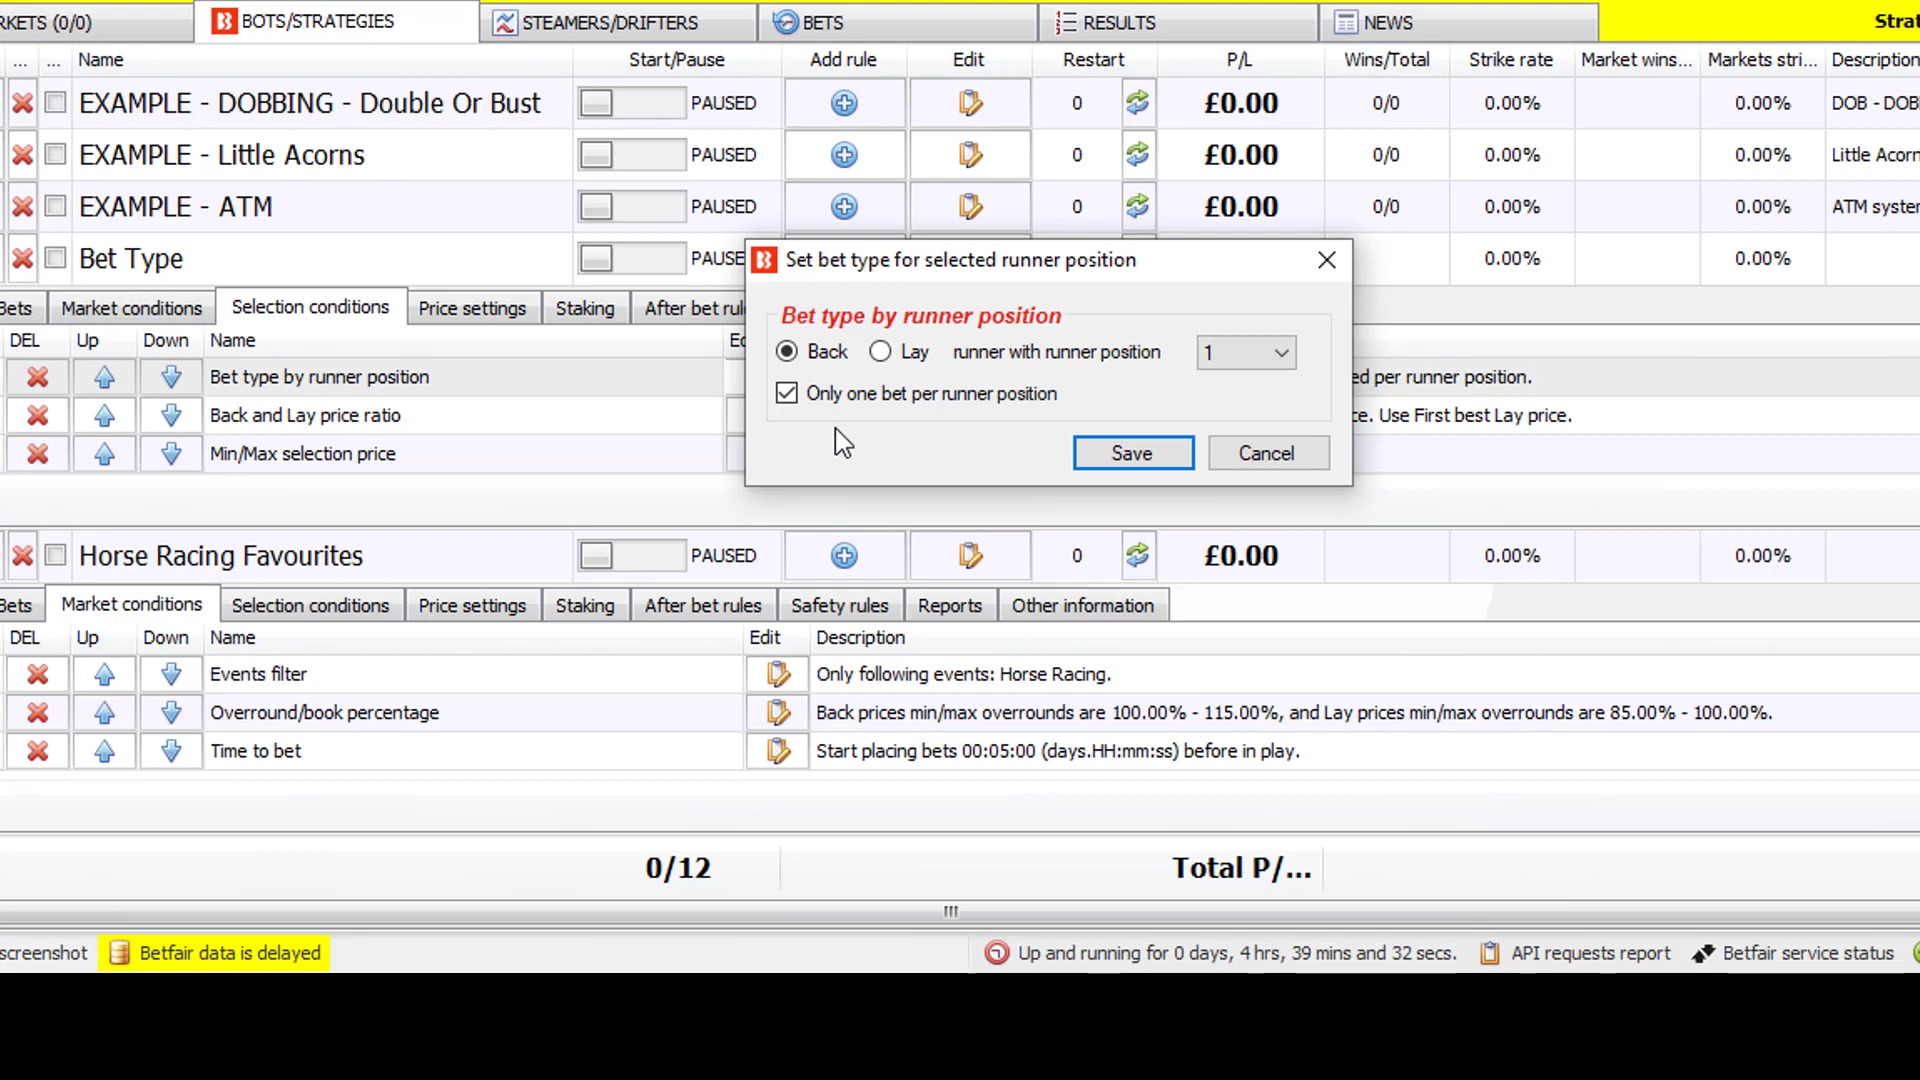 RKETS (0/0) BOTS/STRATEGIES STEAMERS/DRIFTERS BETS RESULTS NEWS Strat
... ... Name Start/Pause Add rule Edit Restart P/L Wins/Total Strike rate Market wins... Markets stri... Description
EXAMPLE - DOBBING - Double Or Bust PAUSED 0 £0.00 0/0 0.00% 0.00% DOB - DOBI
EXAMPLE - Little Acorns PAUSED 0 £0.00 0/0 0.00% 0.00% Little Acorn
EXAMPLE - ATM PAUSED 0 £0.00 0/0 0.00% 0.00% ATM system
Bet Type PAUSE 0.00% 0.00%
Set bet type for selected runner position
Bets Market conditions Selection conditions Price settings Staking After bet rul
Bet type by runner position
DEL Up Down Name Ed
Back Lay runner with runner position 1
Bet type by runner position ed per runner position.
Only one bet per runner position
Back and Lay price ratio ce. Use First best Lay price.
Min/Max selection price
Save Cancel
Horse Racing Favourites PAUSED 0 £0.00 0.00% 0.00%
Bets Market conditions Selection conditions Price settings Staking After bet rules Safety rules Reports Other information
DEL Up Down Name Edit Description
Events filter Only following events: Horse Racing.
Overround/book percentage Back prices min/max overrounds are 100.00% - 115.00%, and Lay prices min/max overrounds are 85.00% - 100.00%.
Time to bet Start placing bets 00:05:00 (days.HH:mm:ss) before in play.
0/12 Total P/...
screenshot Betfair data is delayed Up and running for 0 days, 4 hrs, 39 mins and 32 secs. API requests report Betfair service status